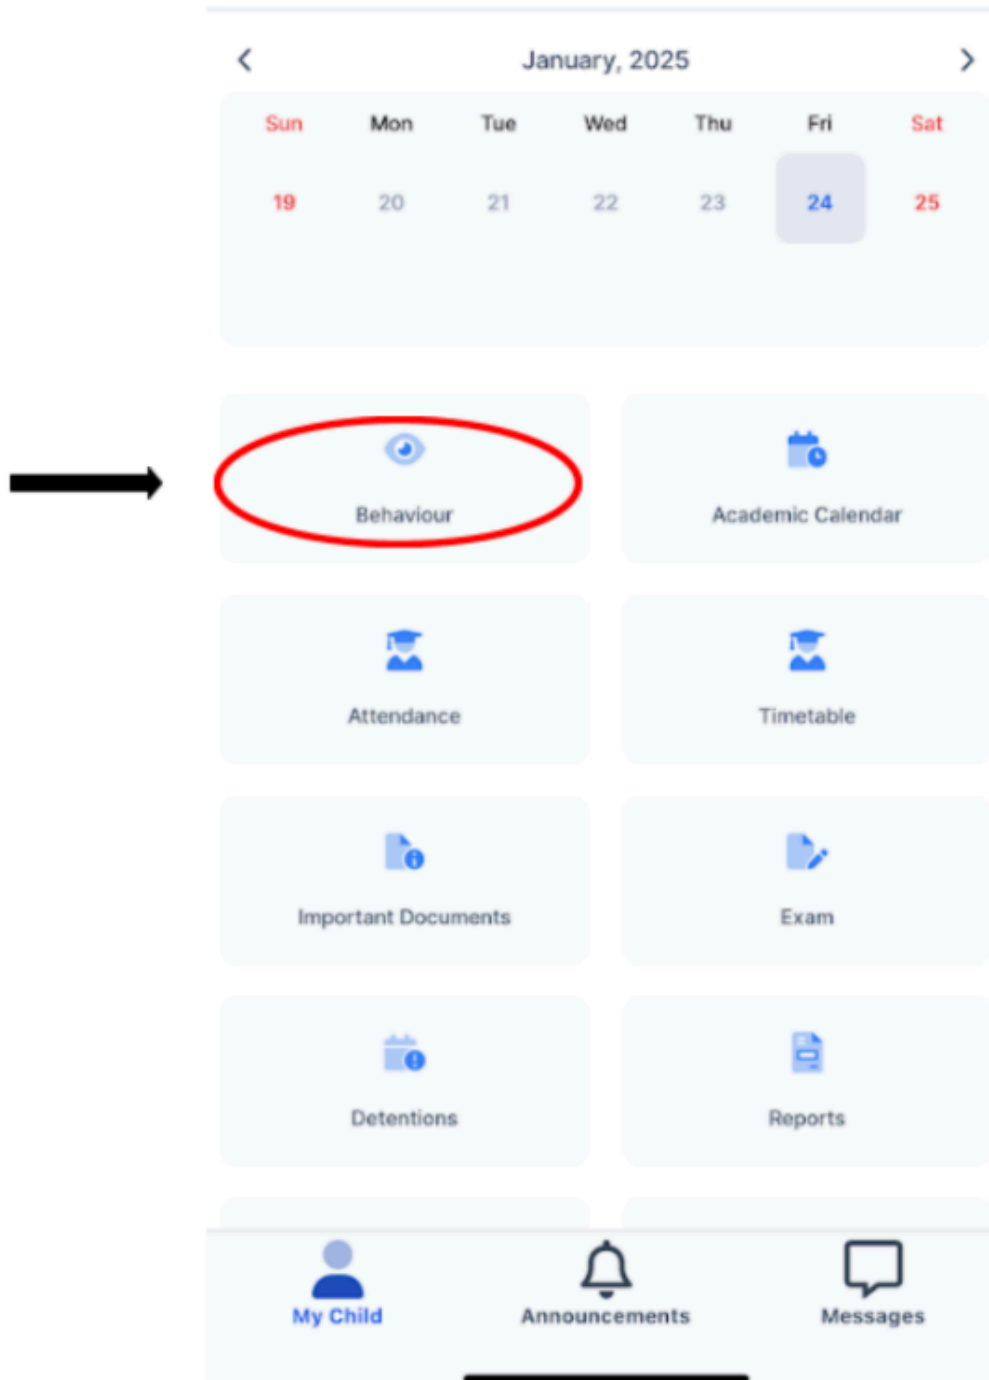 January, 2025
Sun Mon Tue Wed Thu Fri Sat
19 20 21 22 23 24 25
Behaviour Academic Calendar
Attendance Timetable
Important Documents Exam
Detentions Reports
My Child Announcements Messages